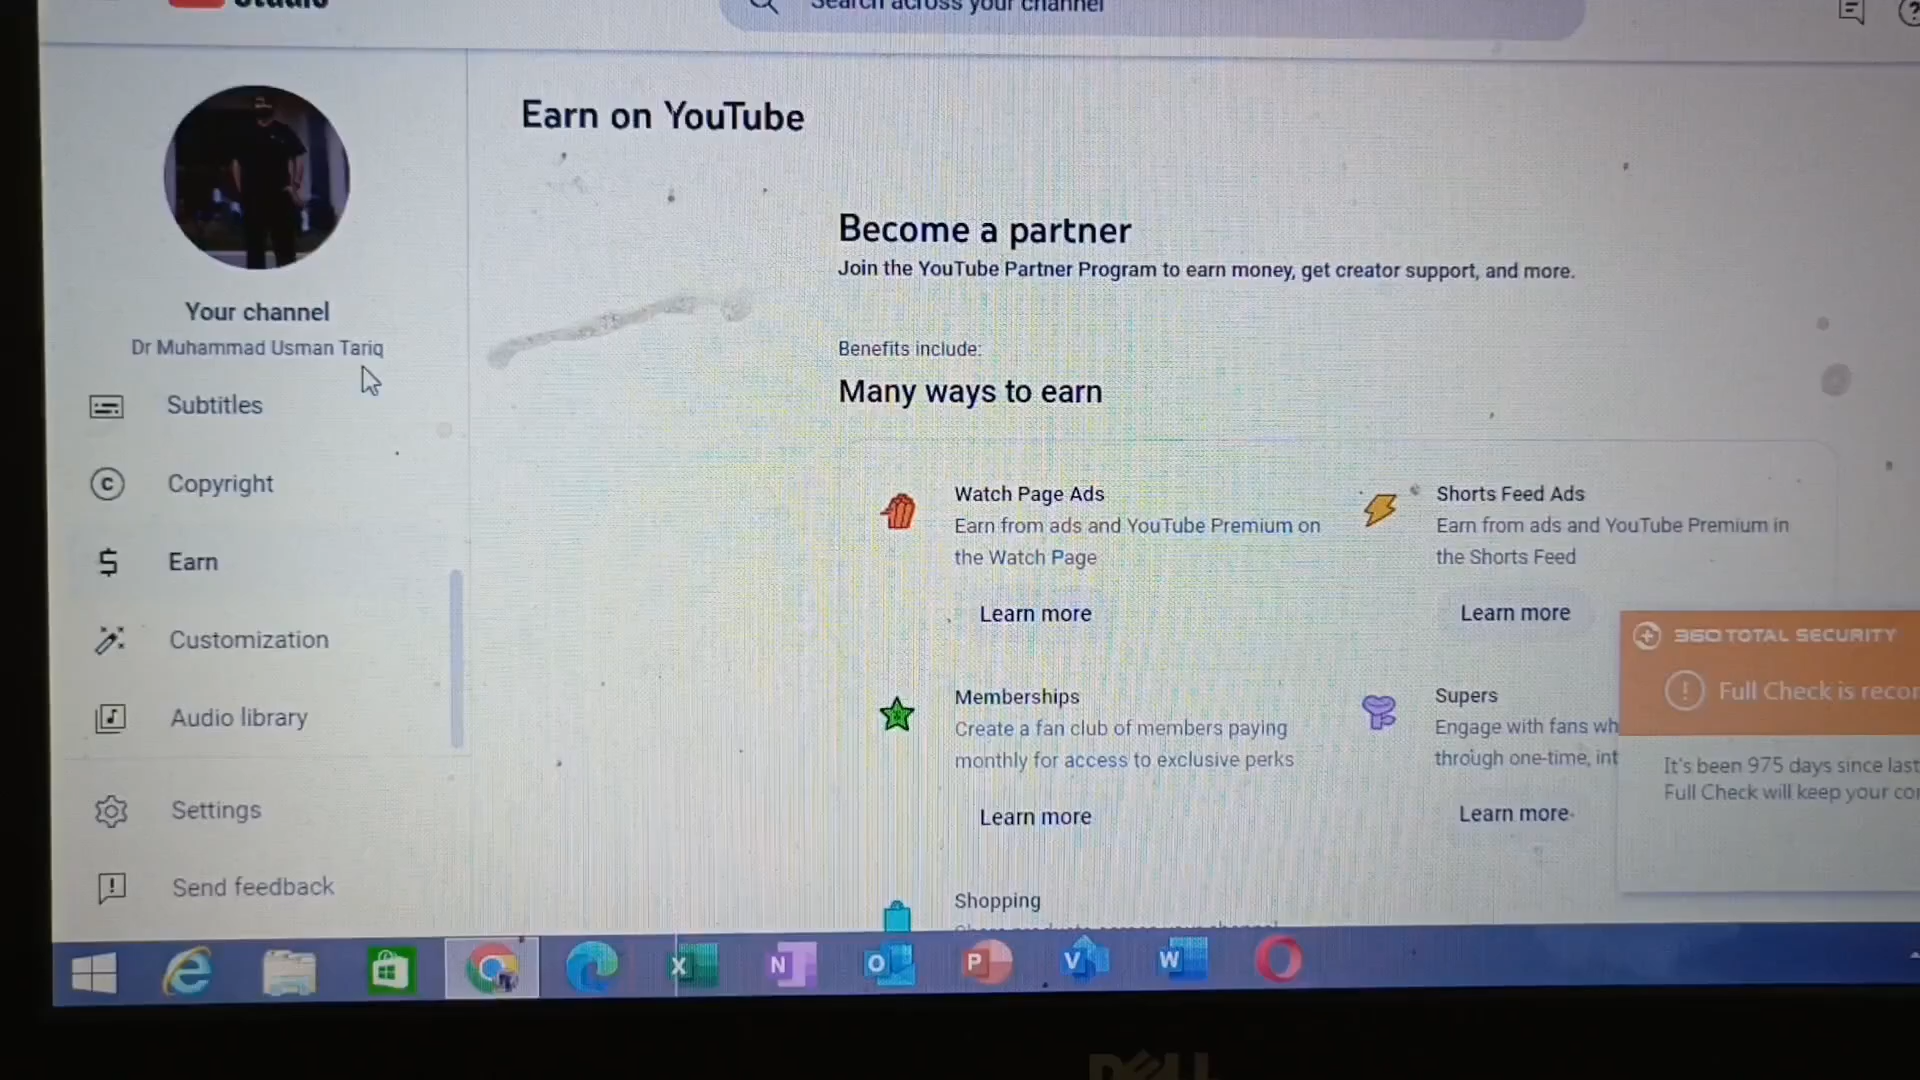 Studio
Search across your channel
Earn on YouTube
Your channel
Dr Muhammad Usman Tariq
Subtitles
Copyright
Earn
Customization
Audio library
Settings
Send feedback
Become a partner
Join the YouTube Partner Program to earn money, get creator support, and more.
Benefits include:
Many ways to earn
Watch Page Ads
Earn from ads and YouTube Premium on
the Watch Page
Learn more
Shorts Feed Ads
Earn from ads and YouTube Premium in
the Shorts Feed
Learn more
Memberships
Create a fan club of members paying
monthly for access to exclusive perks
Learn more
Supers
Engage with fans wh
through one-time, int
Learn more
Shopping
360 TOTAL SECURITY
Full Check is recor
It's been 975 days since last
Full Check will keep your co
X
N
O
P
V
W
DELL